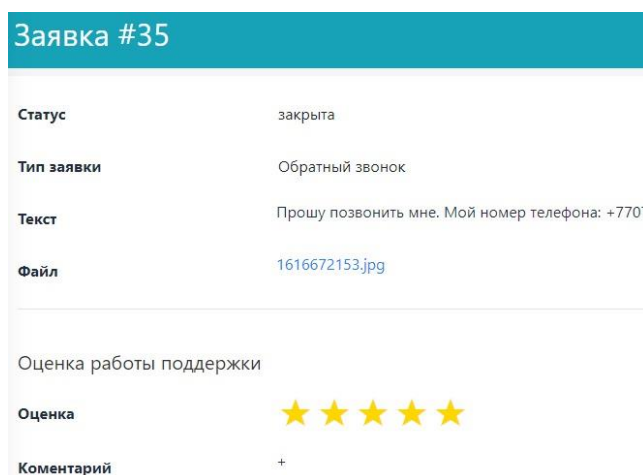 Заявка #35
Статус закрыта
Тип заявки Обратный звонок
Текст Прошу позвонить мне. Мой номер телефона: +770
Файл 1616672153.jpg
Оценка работы поддержки
Оценка
Коментарий +